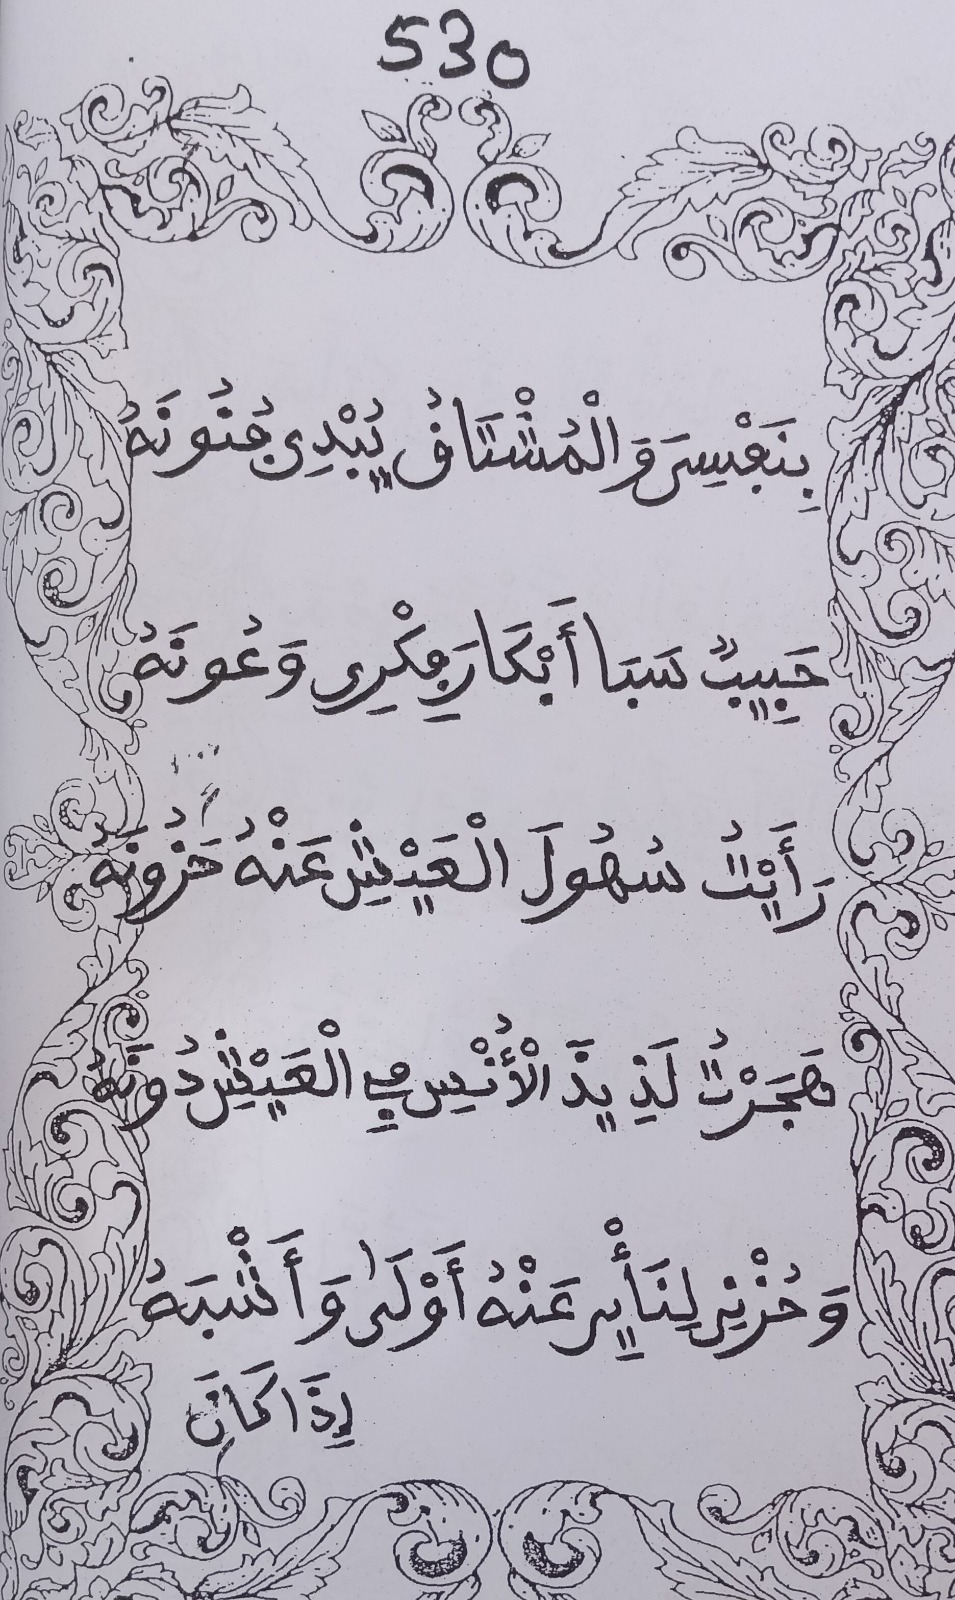 530
بِنَفْسِيَ وَالْمُشْتَاقُ يُبْدِي جُنُونَهُ
حَبِيبٌ سَبَا أَبْكَارَ فِكْرِي وَعُونَهُ
رَأَيْتُ سُهُولَ الْعَيْشِ عَنْهُ حُزُونَهُ
هَجَرْتُ لَذِيذَ الْأُنْسِ فِي الْعَيْشِ دُونَهُ
وَحُزْنِي لِنَأْيِي عَنْهُ أَوْلَى وَأَشْبَهُ
إِذَا كَانَ